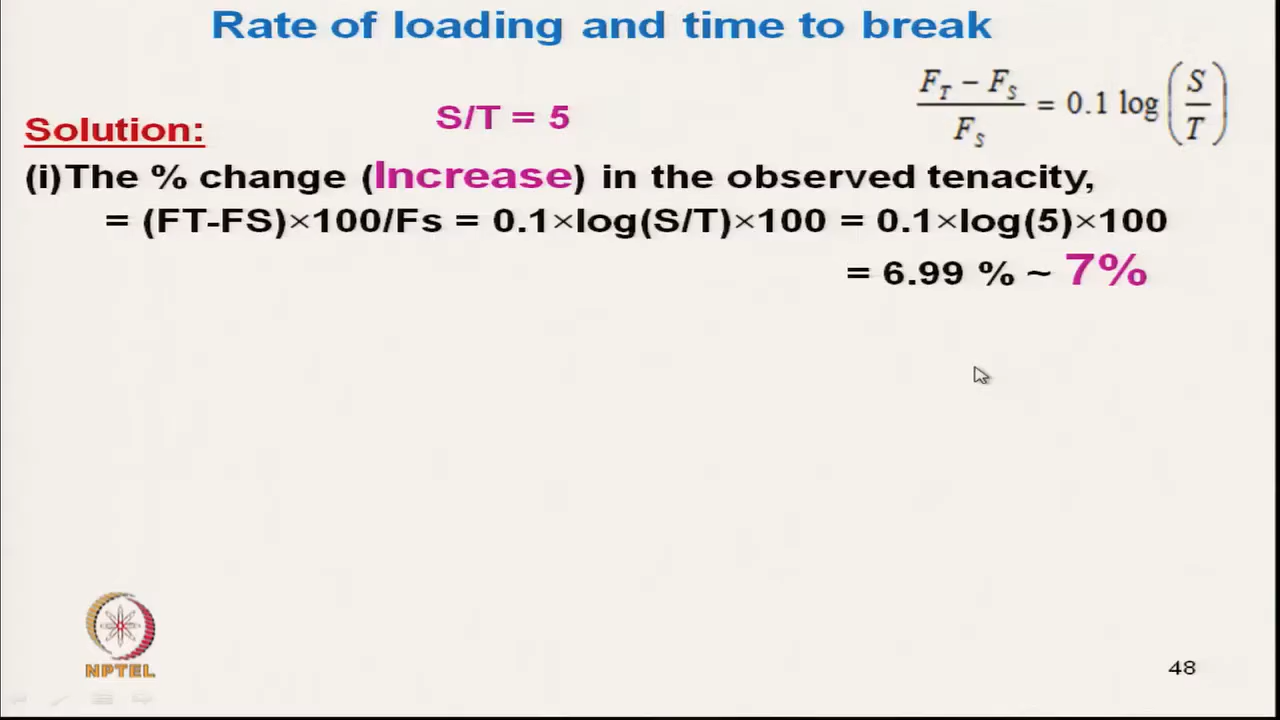 Rate of loading and time to break
S/T = 5
F_T − F_S / F_S = 0.1 log (S/T)
Solution:
(i)The % change (Increase) in the observed tenacity,
= (FT-FS)×100/Fs = 0.1×log(S/T)×100 = 0.1×log(5)×100
= 6.99 % ~ 7%
NPTEL
48